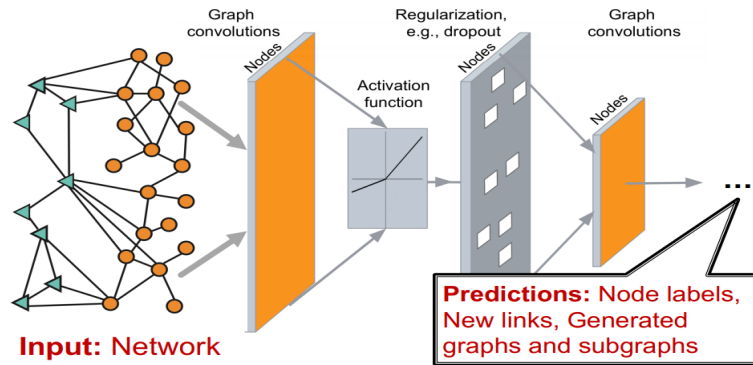 Graph
convolutions
Nodes
Activation
function
Regularization,
e.g., dropout
Nodes
Graph
convolutions
Nodes
...
Input: Network
Predictions: Node labels,
New links, Generated
graphs and subgraphs